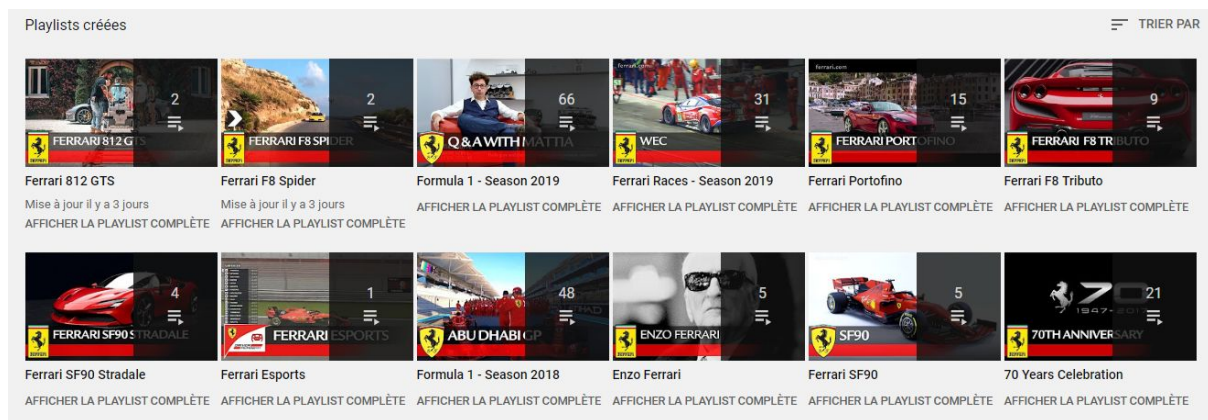 Playlists créées
TRIER PAR
2
FERRARI 812 GTS
2
FERRARI F8 SPIDER
66
Q & A WITH MATTIA
ferrari.com
31
WEC
ferrari.com
15
FERRARI PORTOFINO
9
FERRARI F8 TRIBUTO
Ferrari 812 GTS
Ferrari F8 Spider
Formula 1 - Season 2019
Ferrari Races - Season 2019
Ferrari Portofino
Ferrari F8 Tributo
Mise à jour il y a 3 jours
Mise à jour il y a 3 jours
AFFICHER LA PLAYLIST COMPLÈTE
AFFICHER LA PLAYLIST COMPLÈTE
AFFICHER LA PLAYLIST COMPLÈTE
AFFICHER LA PLAYLIST COMPLÈTE
AFFICHER LA PLAYLIST COMPLÈTE
AFFICHER LA PLAYLIST COMPLÈTE
4
FERRARI SF90 STRADALE
1
FERRARI ESPORTS
48
ABU DHABI GP
5
ENZO FERRARI
5
SF90
70
21
1947-2017
70TH ANNIVERSARY
Ferrari SF90 Stradale
Ferrari Esports
Formula 1 - Season 2018
Enzo Ferrari
Ferrari SF90
70 Years Celebration
AFFICHER LA PLAYLIST COMPLÈTE
AFFICHER LA PLAYLIST COMPLÈTE
AFFICHER LA PLAYLIST COMPLÈTE
AFFICHER LA PLAYLIST COMPLÈTE
AFFICHER LA PLAYLIST COMPLÈTE
AFFICHER LA PLAYLIST COMPLÈTE